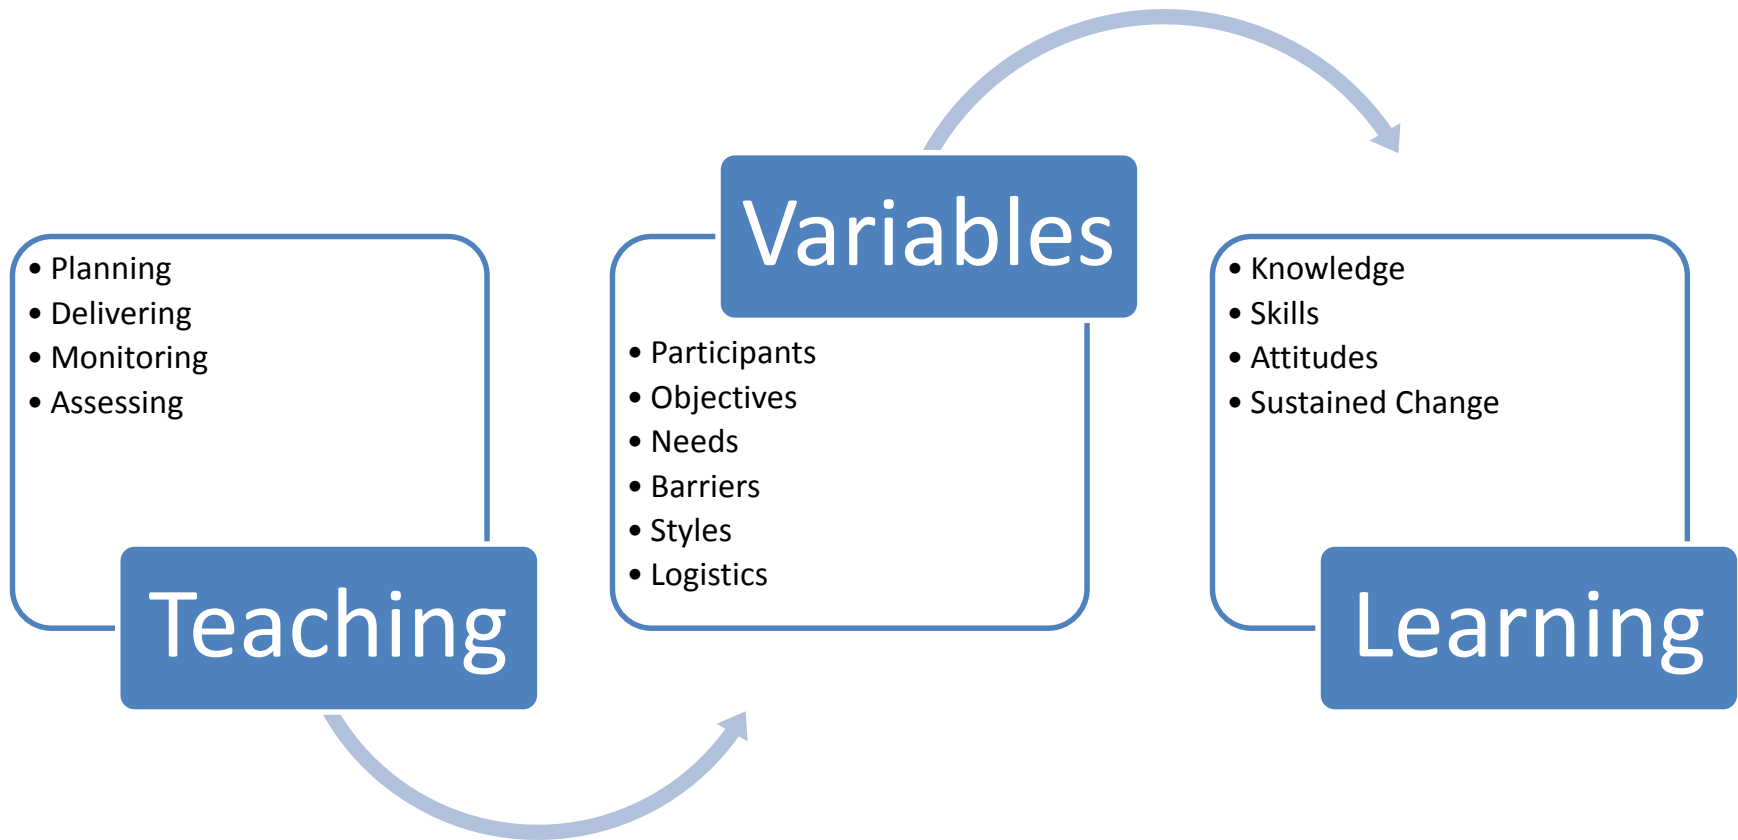 • Planning
• Delivering
• Monitoring
• Assessing
Teaching
Variables
• Participants
• Objectives
• Needs
• Barriers
• Styles
• Logistics
• Knowledge
• Skills
• Attitudes
• Sustained Change
Learning